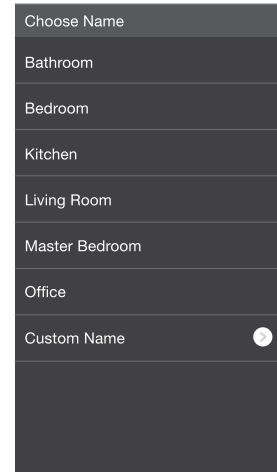 Choose Name
Bathroom
Bedroom
Kitchen
Living Room
Master Bedroom
Office
Custom Name